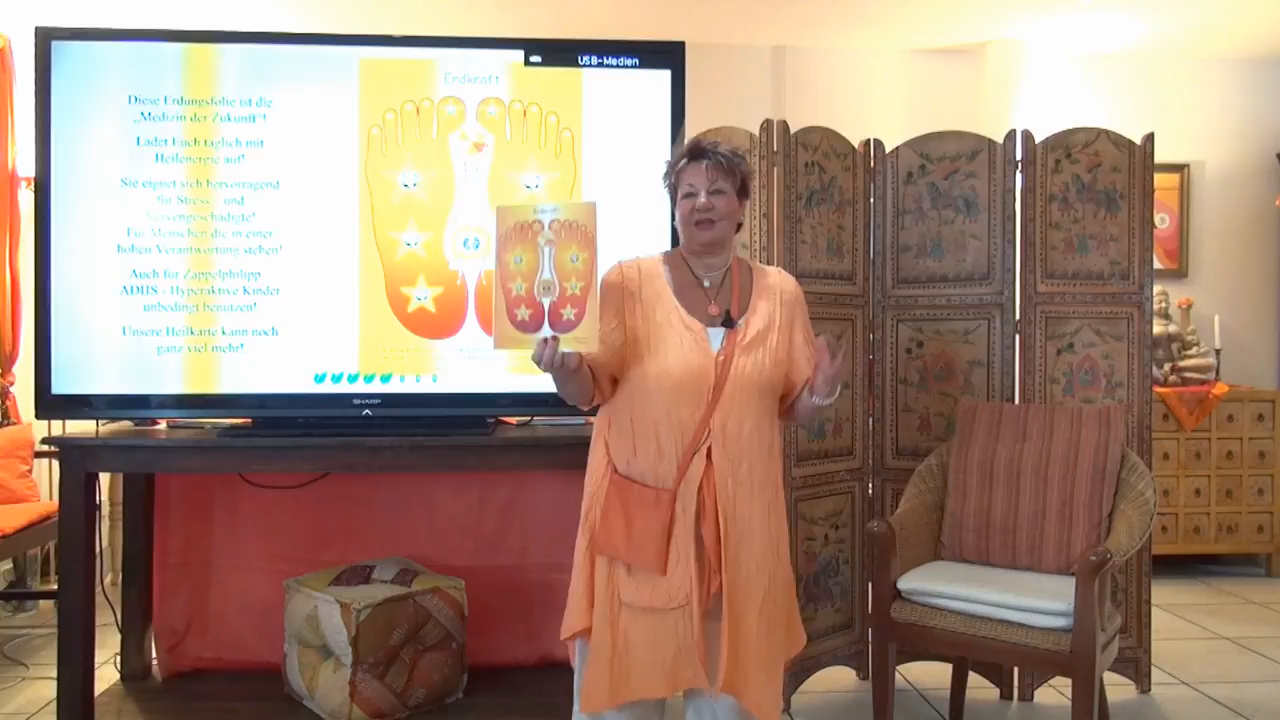 USB-Medien
Erdkraft
Diese Erdungsfolie ist die
„Medizin der Zukunft"!
Ladet Euch täglich mit
Heilenergie auf!
Sie eignet sich hervorragend
für Stress - und
Nervengeschädigte!
Für Menschen die in einer
hohen Verantwortung stehen!
Auch für Zappelphilipp
ADHS - Hyperaktive Kinder
unbedingt benutzen!
Unsere Heilkarte kann noch
ganz viel mehr!
Erdkraft
SHARP